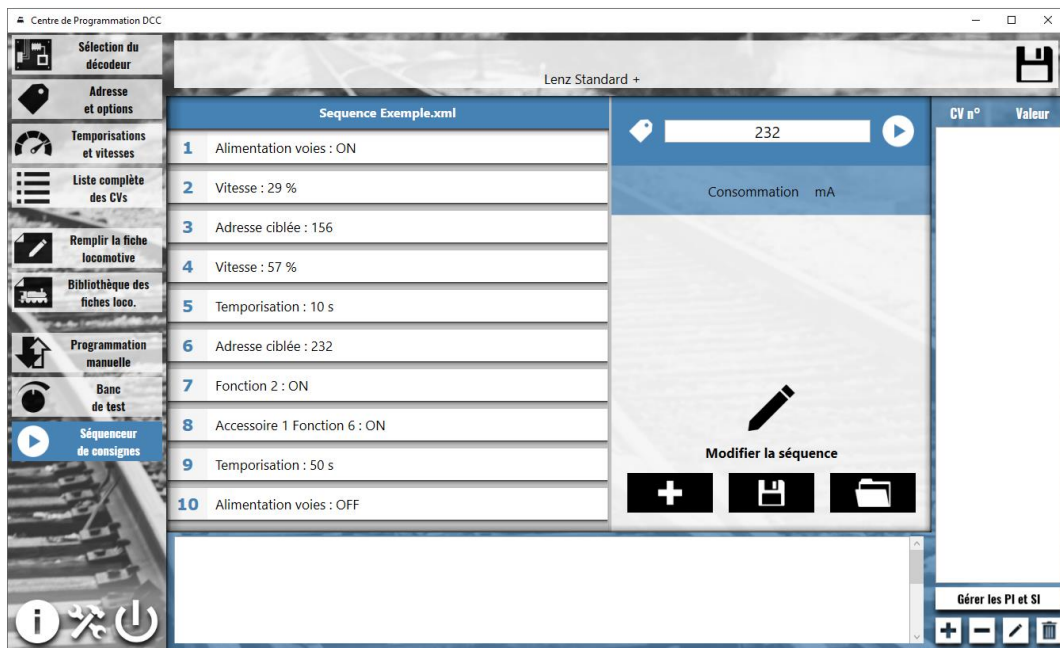 Centre de Programmation DCC
Sélection du
décodeur
Adresse
et options
Temporisations
et vitesses
Liste complète
des CVs
Remplir la fiche
locomotive
Bibliothèque des
fiches loco.
Programmation
manuelle
Banc
de test
Séquenceur
de consignes
Lenz Standard +
Sequence Exemple.xml
1 Alimentation voies : ON
2 Vitesse : 29 %
3 Adresse ciblée : 156
4 Vitesse : 57 %
5 Temporisation : 10 s
6 Adresse ciblée : 232
7 Fonction 2 : ON
8 Accessoire 1 Fonction 6 : ON
9 Temporisation : 50 s
10 Alimentation voies : OFF
232
Consommation mA
Modifier la séquence
CV n° Valeur
Gérer les PI et SI